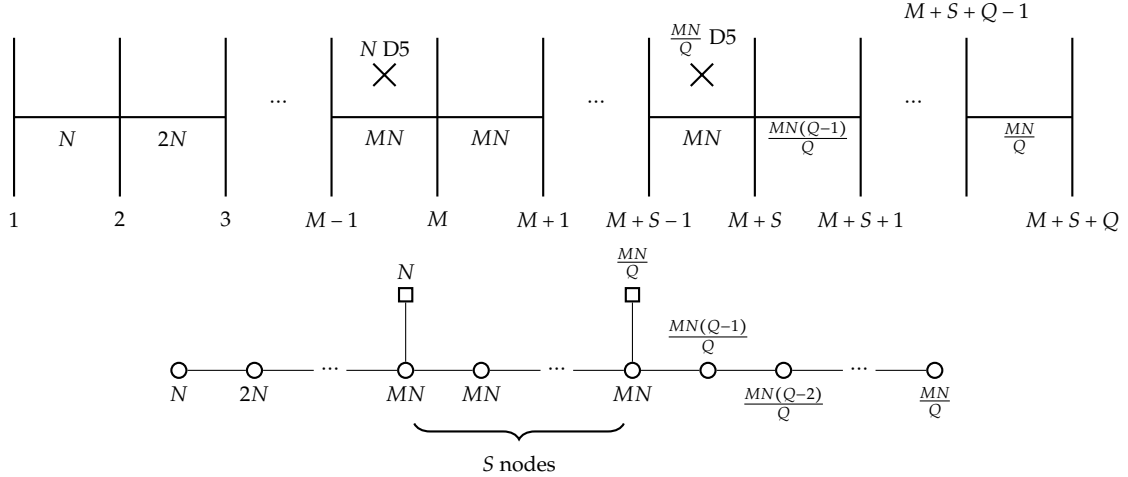 M + S + Q − 1
N D5
MN/Q D5
... ... ...
N 2N MN MN MN MN(Q−1)/Q MN/Q
1 2 3 M − 1 M M + 1 M + S − 1 M + S M + S + 1 M + S + Q
N MN/Q
MN(Q−1)/Q
... ... ...
N 2N MN MN MN MN(Q−2)/Q MN/Q
S nodes